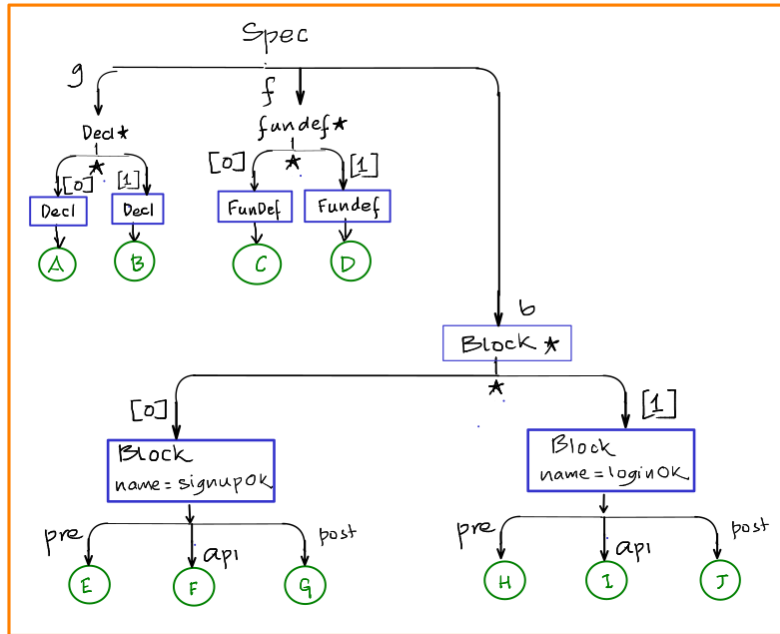 Spec
g
f
Decl*
fundef*
[0]
*
[1]
[0]
*
[1]
Decl
Decl
FunDef
Fundef
A
B
C
D
b
Block *
*
[0]
[1]
Block
name=signupOk
Block
name=loginOK
pre
api
post
pre
api
post
E
F
G
H
I
J